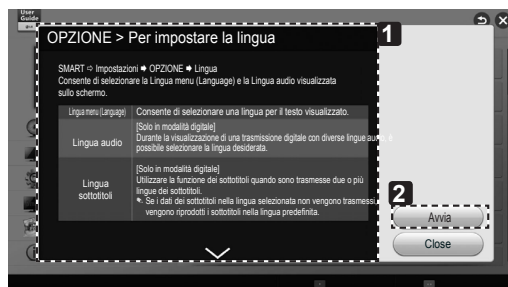 User
Guide
OPZIONE > Per impostare la lingua
1
SMART ⇨ Impostazioni ➡ OPZIONE ➡ Lingua
Consente di selezionare la Lingua menu (Language) e la Lingua audio visualizzata
sullo schermo.
Lingua menu (Language) Consente di selezionare una lingua per il testo visualizzato.
Lingua audio
[Solo in modalità digitale]
Durante la visualizzazione di una trasmissione digitale con diverse lingue audio, è
possibile selezionare la lingua desiderata.
Lingua
sottotitoli
[Solo in modalità digitale]
Utilizzare la funzione dei sottotitoli quando sono trasmesse due o più
lingue dei sottotitoli.
Se i dati dei sottotitoli nella lingua selezionata non vengono trasmessi,
vengono riprodotti i sottotitoli nella lingua predefinita.
2
Avvia
Close